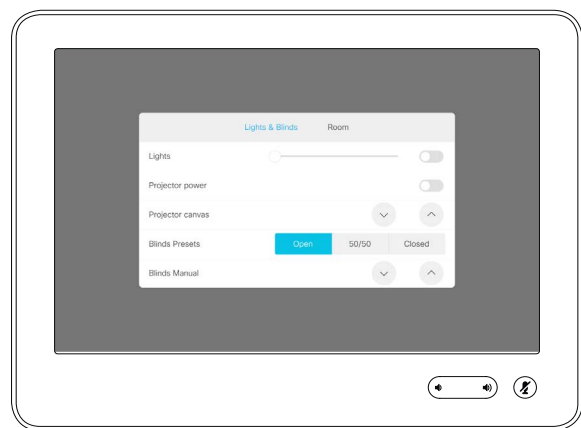 Lights & Blinds Room
Lights
Projector power
Projector canvas
Blinds Presets Open 50/50 Closed
Blinds Manual